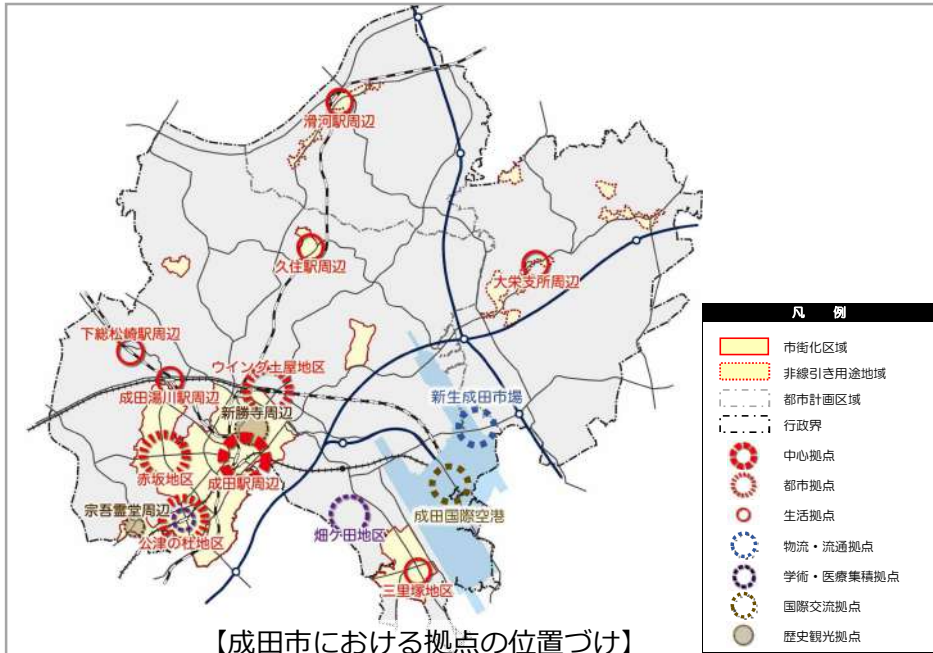 滑河駅周辺
久住駅周辺
大栄支所周辺
下総松崎駅周辺
ウイング土屋地区
成田湯川駅周辺
新勝寺周辺
新生成田市場
赤坂地区
成田駅周辺
成田国際空港
宗吾霊堂周辺
公津の杜地区
畑ケ田地区
三里塚地区
【成田市における拠点の位置づけ】
凡 例
市街化区域
非線引き用途地域
都市計画区域
行政界
中心拠点
都市拠点
生活拠点
物流・流通拠点
学術・医療集積拠点
国際交流拠点
歴史観光拠点